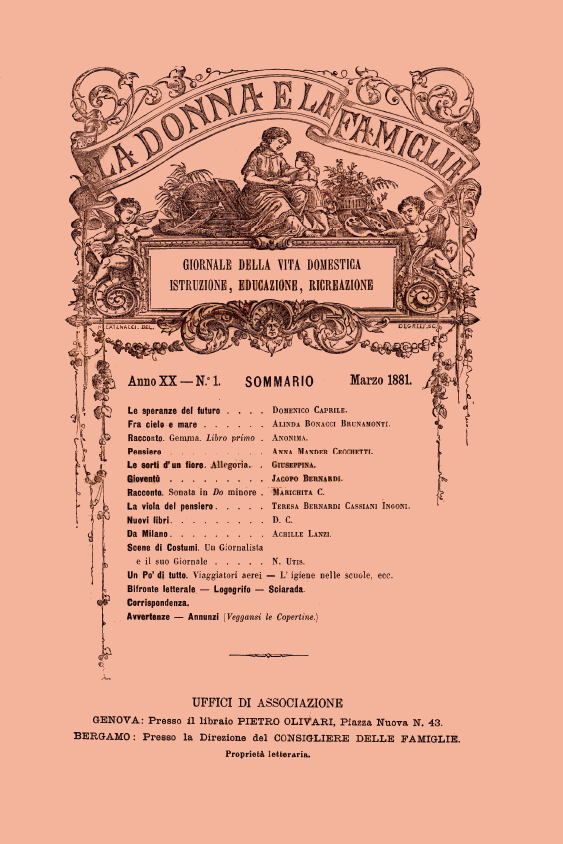 LA DONNA E LA FAMIGLIA
GIORNALE DELLA VITA DOMESTICA
ISTRUZIONE, EDUCAZIONE, RICREAZIONE
CATENACCI. DEL.
DEGREEF. SC.
Anno XX — N.° 1. SOMMARIO Marzo 1881.
Le speranze del futuro . . . . DOMENICO CAPRILE.
Fra cielo e mare . . . . . . ALINDA BONACCI BRUNAMONTI.
Racconto. Gemma. Libro primo . ANONIMA.
Pensiero . . . . . . . . . ANNA MANDER CECCHETTI.
Le sorti d'un fiore. Allegoria. . GIUSEPPINA.
Gioventù . . . . . . . . . JACOPO BERNARDI.
Racconto. Sonata in Do minore . MARICHITA C.
La viola del pensiero . . . . . TERESA BERNARDI CASSIANI INGONI.
Nuovi libri. . . . . . . . . D. C.
Da Milano. . . . . . . . . ACHILLE LANZI.
Scene di Costumi. Un Giornalista
e il suo Giornale . . . . . N. UTIS.
Un Po' di tutto. Viaggiatori aerei — L' igiene nelle scuole, ecc.
Bifronte letterale — Logogrifo — Sciarada.
Corrispondenza.
Avvertenze — Annunzi (Veggansi le Copertine.)
UFFICI DI ASSOCIAZIONE
GENOVA: Presso il libraio PIETRO OLIVARI, Piazza Nuova N. 43.
BERGAMO: Presso la Direzione del CONSIGLIERE DELLE FAMIGLIE.
Proprietà letteraria.